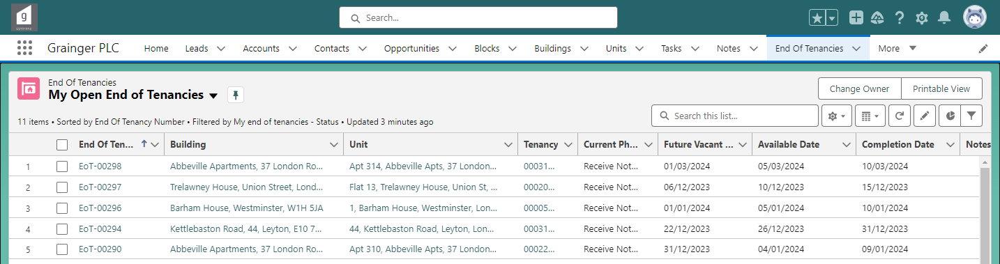 g
Search...
Grainger PLC Home Leads Accounts Contacts Opportunities Blocks Buildings Units Tasks Notes End Of Tenancies More
End Of Tenancies
My Open End of Tenancies
Change Owner Printable View
11 items • Sorted by End Of Tenancy Number • Filtered by My end of tenancies - Status • Updated 3 minutes ago
Search this list...
End Of Ten... Building Unit Tenancy Current Ph... Future Vacant ... Available Date Completion Date Notes
1 EoT-00298 Abbeville Apartments, 37 London Ro... Apt 314, Abbeville Apts, 37 London... 00031... Receive Not... 01/03/2024 05/03/2024 10/03/2024
2 EoT-00297 Trelawney House, Union Street, Lond... Flat 13, Trelawney House, Union St, ... 00020... Receive Not... 06/12/2023 10/12/2023 15/12/2023
3 EoT-00296 Barham House, Westminster, W1H 5JA 1, Barham House, Westminster, Lon... 00005... Receive Not... 01/01/2024 05/01/2024 10/01/2024
4 EoT-00294 Kettlebaston Road, 44, Leyton, E10 7... 44, Kettlebaston Road, Leyton, Lon... 00031... Receive Not... 22/12/2023 26/12/2023 31/12/2023
5 EoT-00290 Abbeville Apartments, 37 London Ro... Apt 310, Abbeville Apts, 37 London... 00022... Receive Not... 31/12/2023 04/01/2024 09/01/2024